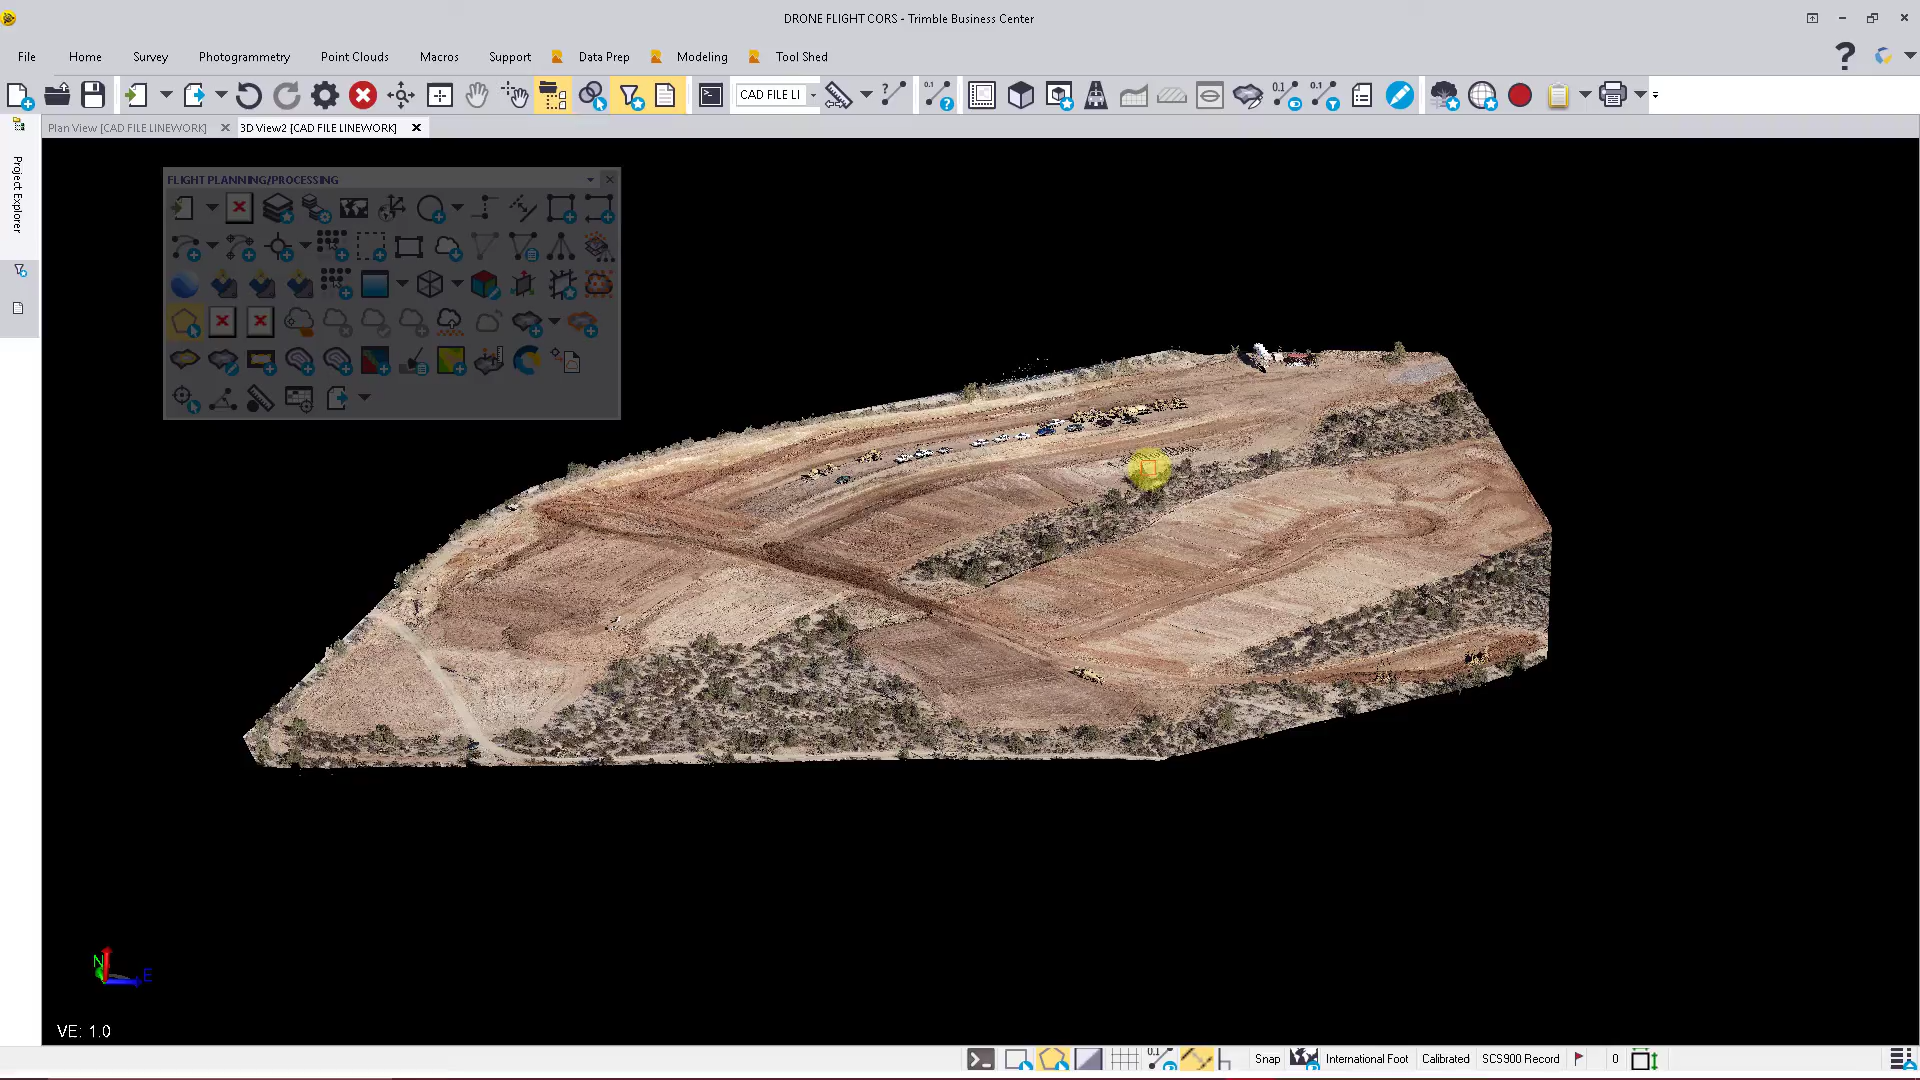 DRONE FLIGHT CORS - Trimble Business Center
File Home Survey Photogrammetry Point Clouds Macros Support Data Prep Modeling Tool Shed
CAD FILE LI
Plan View [CAD FILE LINEWORK] 3D View2 [CAD FILE LINEWORK]
Project Explorer
FLIGHT PLANNING/PROCESSING
N
E
VE: 1.0
Snap International Foot Calibrated SCS900 Record 0